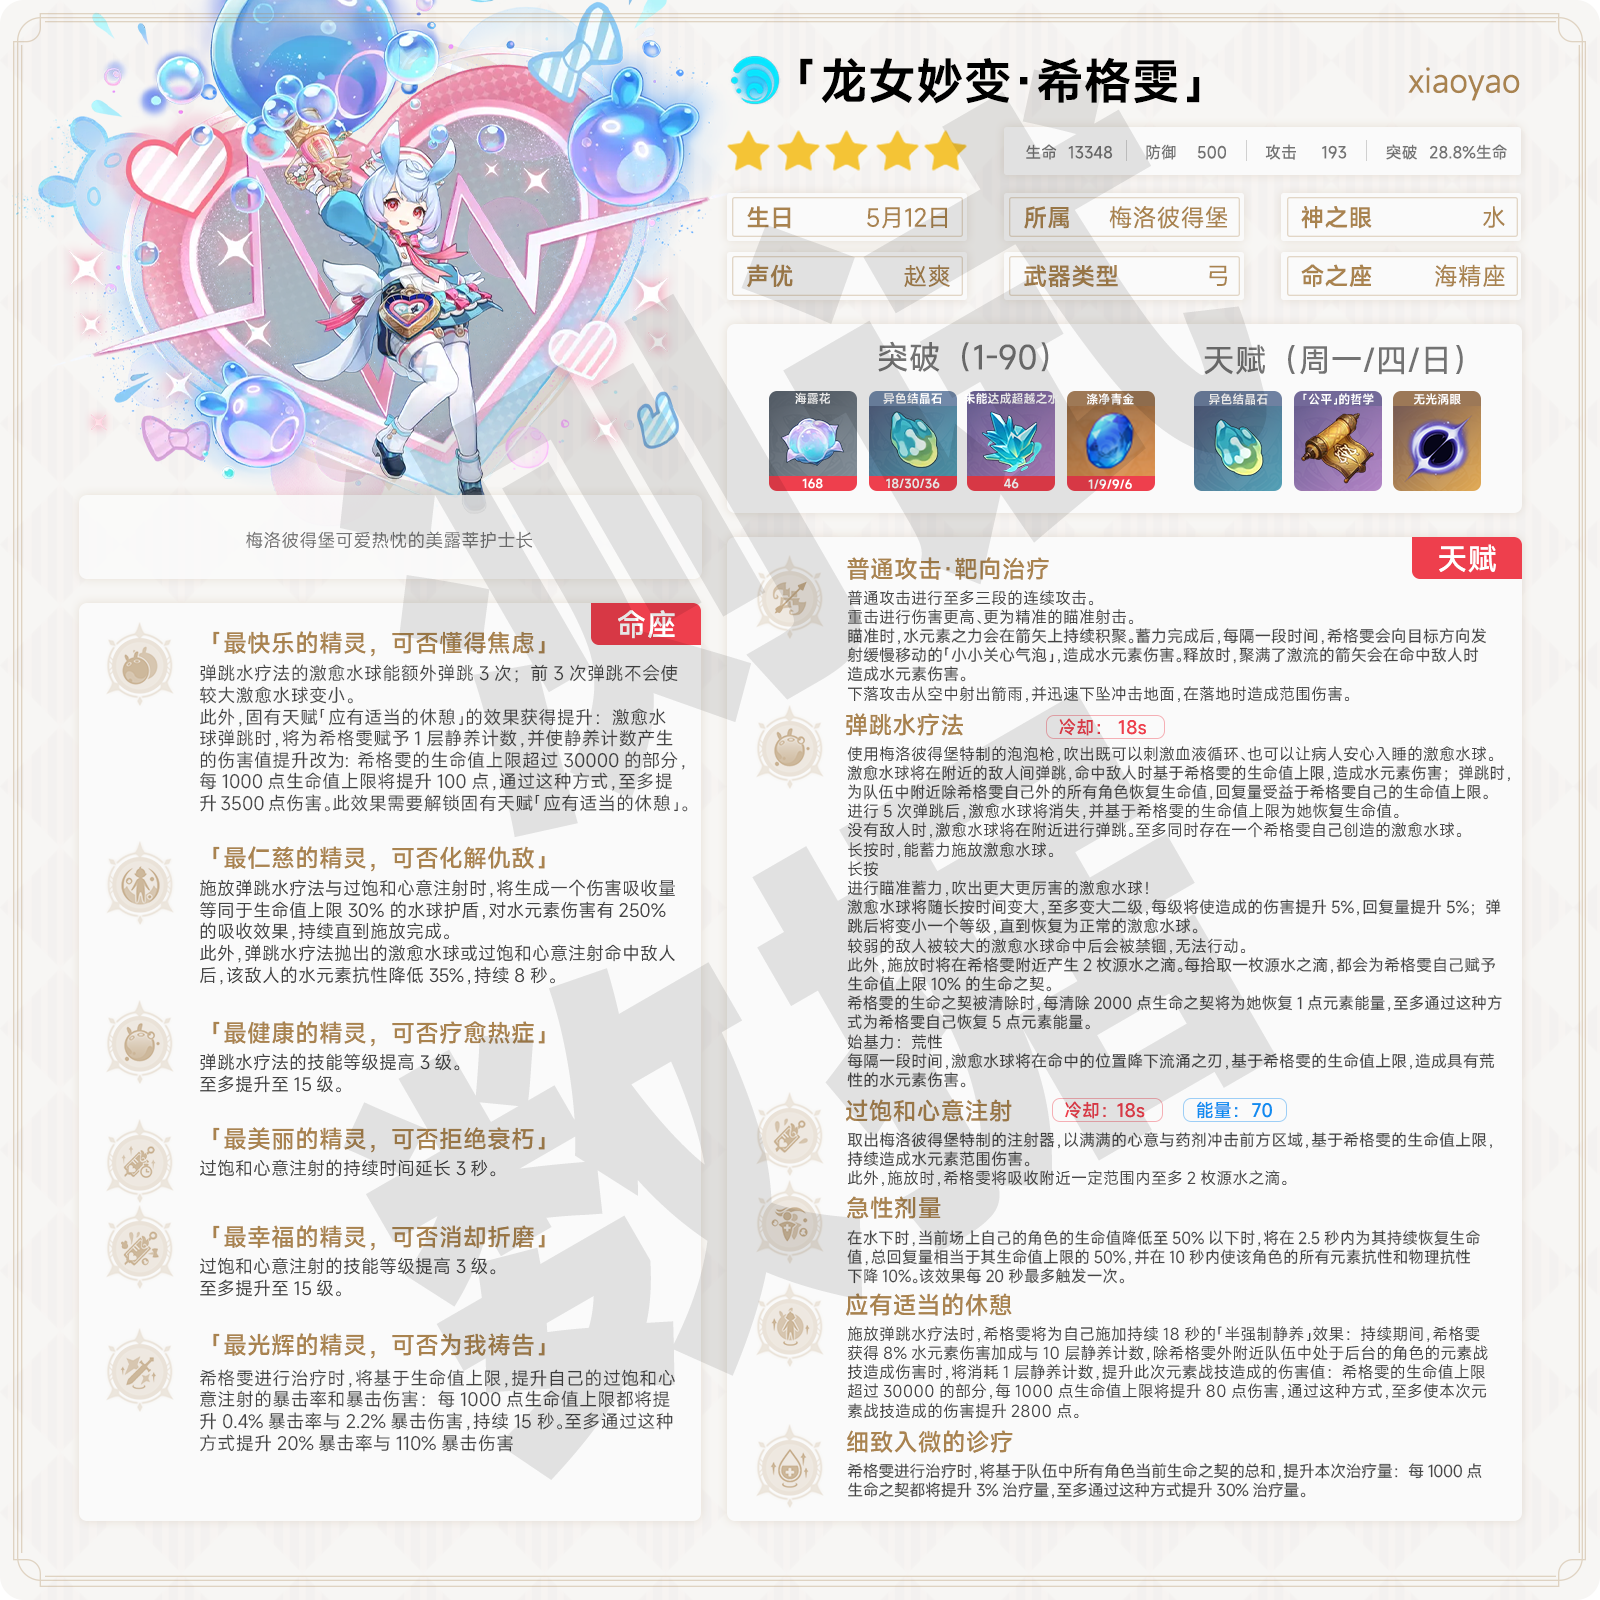 「龙女妙变·希格雯」
xiaoyao
生命 13348 防御 500 攻击 193 突破 28.8%生命
生日 5月12日 所属 梅洛彼得堡 神之眼 水
声优 赵爽 武器类型 弓 命之座 海精座
突破（1-90）
海露花 异色结晶石 未能达成超越之水 涤净青金
168 18/30/36 46 1/9/9/6
天赋（周一/四/日）
异色结晶石 「公平」的哲学 无光涡眼
梅洛彼得堡可爱热忱的美露莘护士长
命座
「最快乐的精灵，可否懂得焦虑」
弹跳水疗法的激愈水球能额外弹跳 3 次；前 3 次弹跳不会使
较大激愈水球变小。
此外，固有天赋「应有适当的休憩」的效果获得提升：激愈水
球弹跳时，将为希格雯赋予 1 层静养计数，并使静养计数产生
的伤害值提升改为：希格雯的生命值上限超过 30000 的部分，
每 1000 点生命值上限将提升 100 点，通过这种方式，至多提
升 3500 点伤害。此效果需要解锁固有天赋「应有适当的休憩」。
「最仁慈的精灵，可否化解仇敌」
施放弹跳水疗法与过饱和心意注射时，将生成一个伤害吸收量
等同于生命值上限 30% 的水球护盾，对水元素伤害有 250%
的吸收效果，持续直到施放完成。
此外，弹跳水疗法抛出的激愈水球或过饱和心意注射命中敌人
后，该敌人的水元素抗性降低 35%，持续 8 秒。
「最健康的精灵，可否疗愈热症」
弹跳水疗法的技能等级提高 3 级。
至多提升至 15 级。
「最美丽的精灵，可否拒绝衰朽」
过饱和心意注射的持续时间延长 3 秒。
「最幸福的精灵，可否消却折磨」
过饱和心意注射的技能等级提高 3 级。
至多提升至 15 级。
「最光辉的精灵，可否为我祷告」
希格雯进行治疗时，将基于生命值上限，提升自己的过饱和心
意注射的暴击率和暴击伤害：每 1000 点生命值上限都将提
升 0.4% 暴击率与 2.2% 暴击伤害，持续 15 秒。至多通过这种
方式提升 20% 暴击率与 110% 暴击伤害
天赋
普通攻击·靶向治疗
普通攻击进行至多三段的连续攻击。
重击进行伤害更高、更为精准的瞄准射击。
瞄准时，水元素之力会在箭矢上持续积聚。蓄力完成后，每隔一段时间，希格雯会向目标方向发
射缓慢移动的「小小关心气泡」，造成水元素伤害。释放时，聚满了激流的箭矢会在命中敌人时
造成水元素伤害。
下落攻击从空中射出箭雨，并迅速下坠冲击地面，在落地时造成范围伤害。
弹跳水疗法 冷却：18s
使用梅洛彼得堡特制的泡泡枪，吹出既可以刺激血液循环、也可以让病人安心入睡的激愈水球。
激愈水球将在附近的敌人间弹跳，命中敌人时基于希格雯的生命值上限，造成水元素伤害；弹跳时，
为队伍中附近除希格雯自己外的所有角色恢复生命值，回复量受益于希格雯自己的生命值上限。
进行 5 次弹跳后，激愈水球将消失，并基于希格雯的生命值上限为她恢复生命值。
没有敌人时，激愈水球将在附近进行弹跳。至多同时存在一个希格雯自己创造的激愈水球。
长按时，能蓄力施放激愈水球。
长按
进行瞄准蓄力，吹出更大更厉害的激愈水球！
激愈水球将随长按时间变大，至多变大二级，每级将使造成的伤害提升 5%，回复量提升 5%；弹
跳后将变小一个等级，直到恢复为正常的激愈水球。
较弱的敌人被较大的激愈水球命中后会被禁锢，无法行动。
此外，施放时将在希格雯附近产生 2 枚源水之滴。每拾取一枚源水之滴，都会为希格雯自己赋予
生命值上限 10% 的生命之契。
希格雯的生命之契被清除时，每清除 2000 点生命之契将为她恢复 1 点元素能量，至多通过这种方
式为希格雯自己恢复 5 点元素能量。
始基力：荒性
每隔一段时间，激愈水球将在命中的位置降下流涌之刃，基于希格雯的生命值上限，造成具有荒
性的水元素伤害。
过饱和心意注射 冷却：18s 能量：70
取出梅洛彼得堡特制的注射器，以满满的心意与药剂冲击前方区域，基于希格雯的生命值上限，
持续造成水元素范围伤害。
此外，施放时，希格雯将吸收附近一定范围内至多 2 枚源水之滴。
急性剂量
在水下时，当前场上自己的角色的生命值降低至 50% 以下时，将在 2.5 秒内为其持续恢复生命
值，总回复量相当于其生命值上限的 50%，并在 10 秒内使该角色的所有元素抗性和物理抗性
下降 10%。该效果每 20 秒最多触发一次。
应有适当的休憩
施放弹跳水疗法时，希格雯将为自己施加持续 18 秒的「半强制静养」效果：持续期间，希格雯
获得 8% 水元素伤害加成与 10 层静养计数，除希格雯外附近队伍中处于后台的角色的元素战
技造成伤害时，将消耗 1 层静养计数，提升此次元素战技造成的伤害值：希格雯的生命值上限
超过 30000 的部分，每 1000 点生命值上限将提升 80 点伤害，通过这种方式，至多使本次元
素战技造成的伤害提升 2800 点。
细致入微的诊疗
希格雯进行治疗时，将基于队伍中所有角色当前生命之契的总和，提升本次治疗量：每 1000 点
生命之契都将提升 3% 治疗量，至多通过这种方式提升 30% 治疗量。
测试
数据